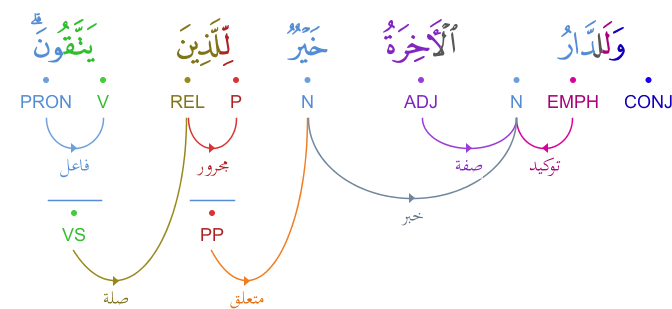 وَلَلدَّارُ ٱلْأَخِرَةُ خَيْرٌ لِّلَّذِينَ يَتَّقُونَ ۗ
CONJ EMPH N ADJ N P REL V PRON
توكيد صفة مجرور فاعل
خبر
PP VS
متعلق صلة